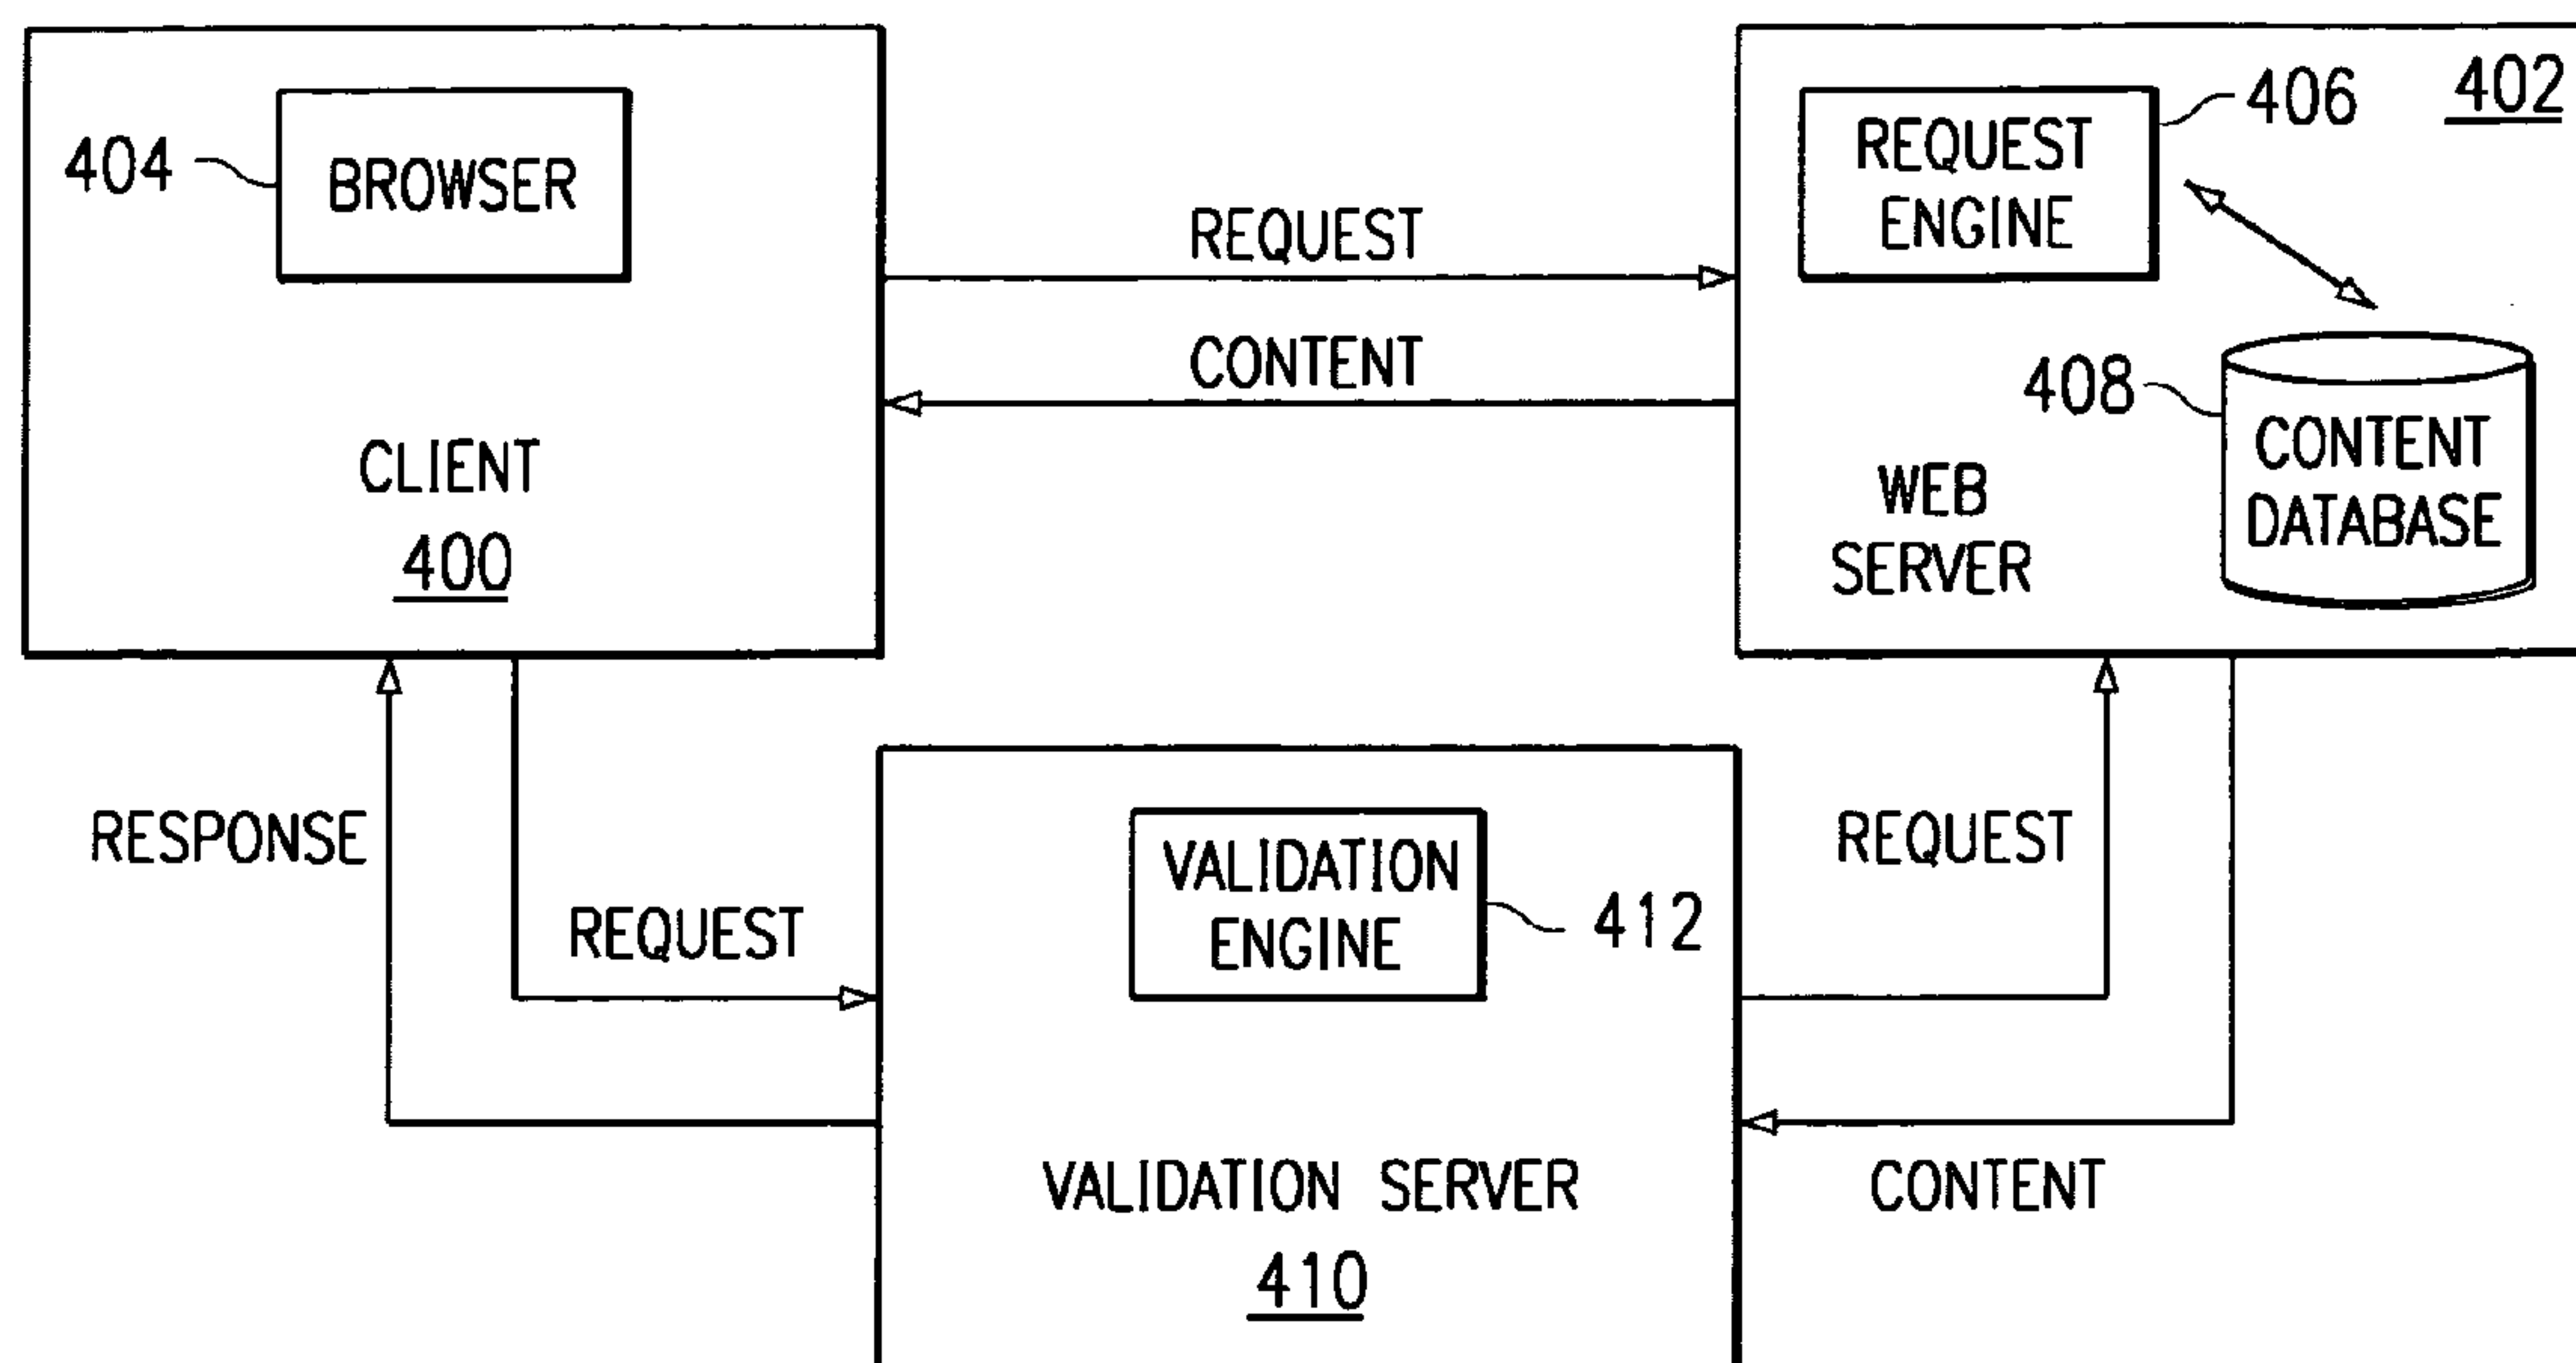 404
BROWSER
CLIENT
400
REQUEST
CONTENT
402
406
REQUEST
ENGINE
408
CONTENT
DATABASE
WEB
SERVER
RESPONSE
REQUEST
VALIDATION
ENGINE
412
VALIDATION SERVER
410
REQUEST
CONTENT